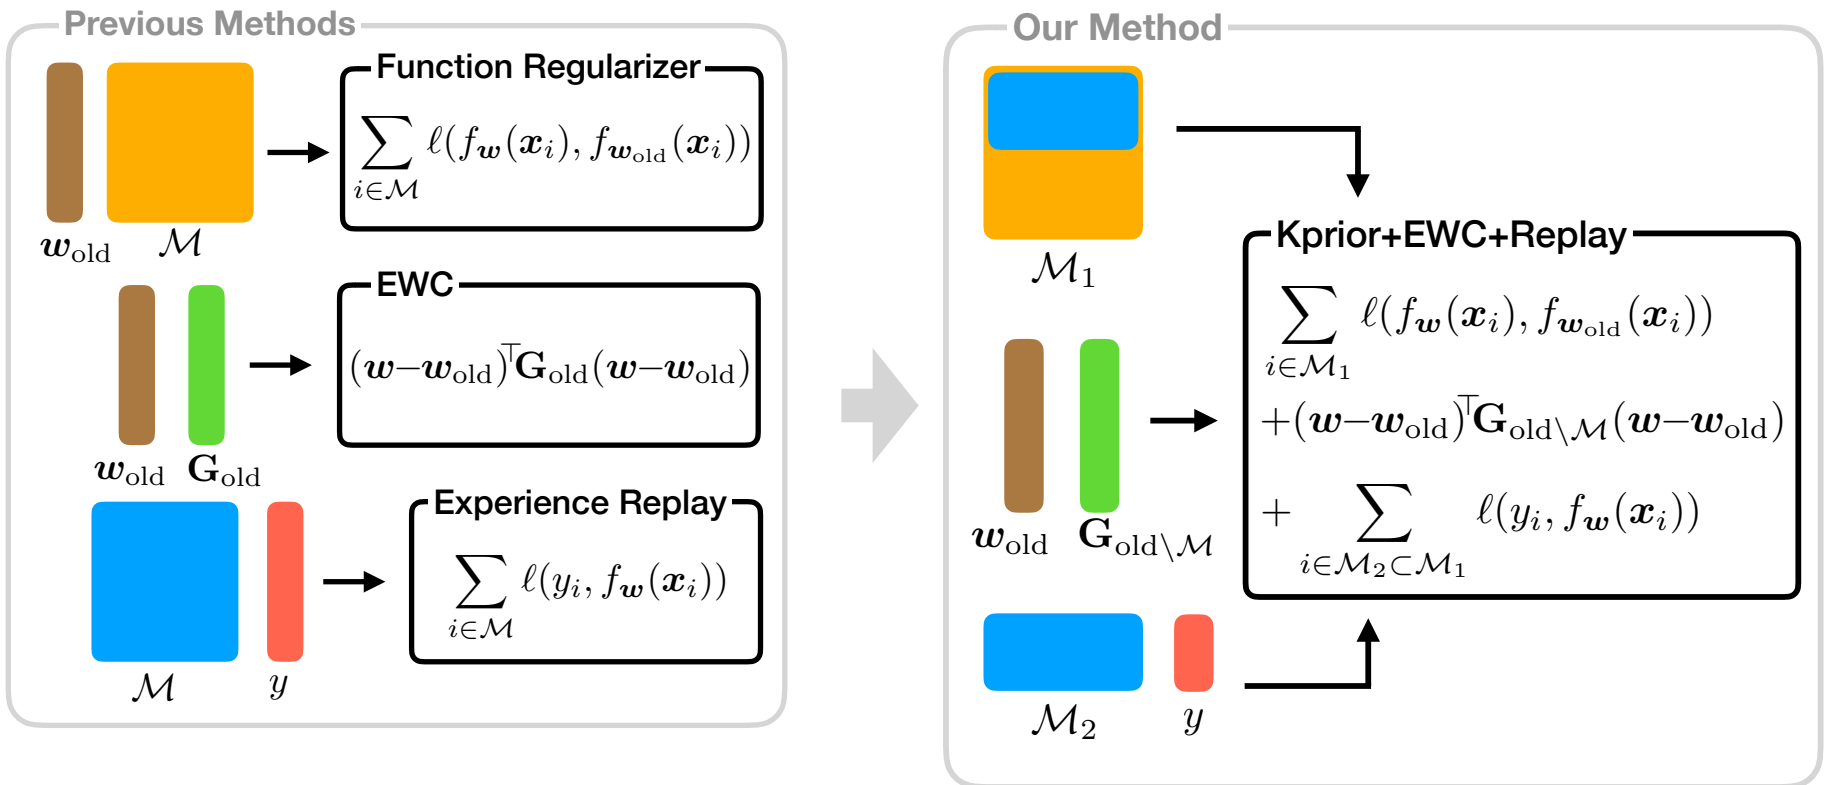 Previous Methods
Function Regularizer
∑_{i∈ℳ} ℓ(f_𝒘(𝒙_i), f_{𝒘_old}(𝒙_i))
𝒘_old ℳ
EWC
(𝒘−𝒘_old)^⊤ 𝐆_old (𝒘−𝒘_old)
𝒘_old 𝐆_old
Experience Replay
∑_{i∈ℳ} ℓ(y_i, f_𝒘(𝒙_i))
ℳ y
Our Method
ℳ_1
Kprior+EWC+Replay
∑_{i∈ℳ_1} ℓ(f_𝒘(𝒙_i), f_{𝒘_old}(𝒙_i))
+(𝒘−𝒘_old)^⊤ 𝐆_{old\ℳ} (𝒘−𝒘_old)
+ ∑_{i∈ℳ_2⊂ℳ_1} ℓ(y_i, f_𝒘(𝒙_i))
𝒘_old 𝐆_{old\ℳ}
ℳ_2 y